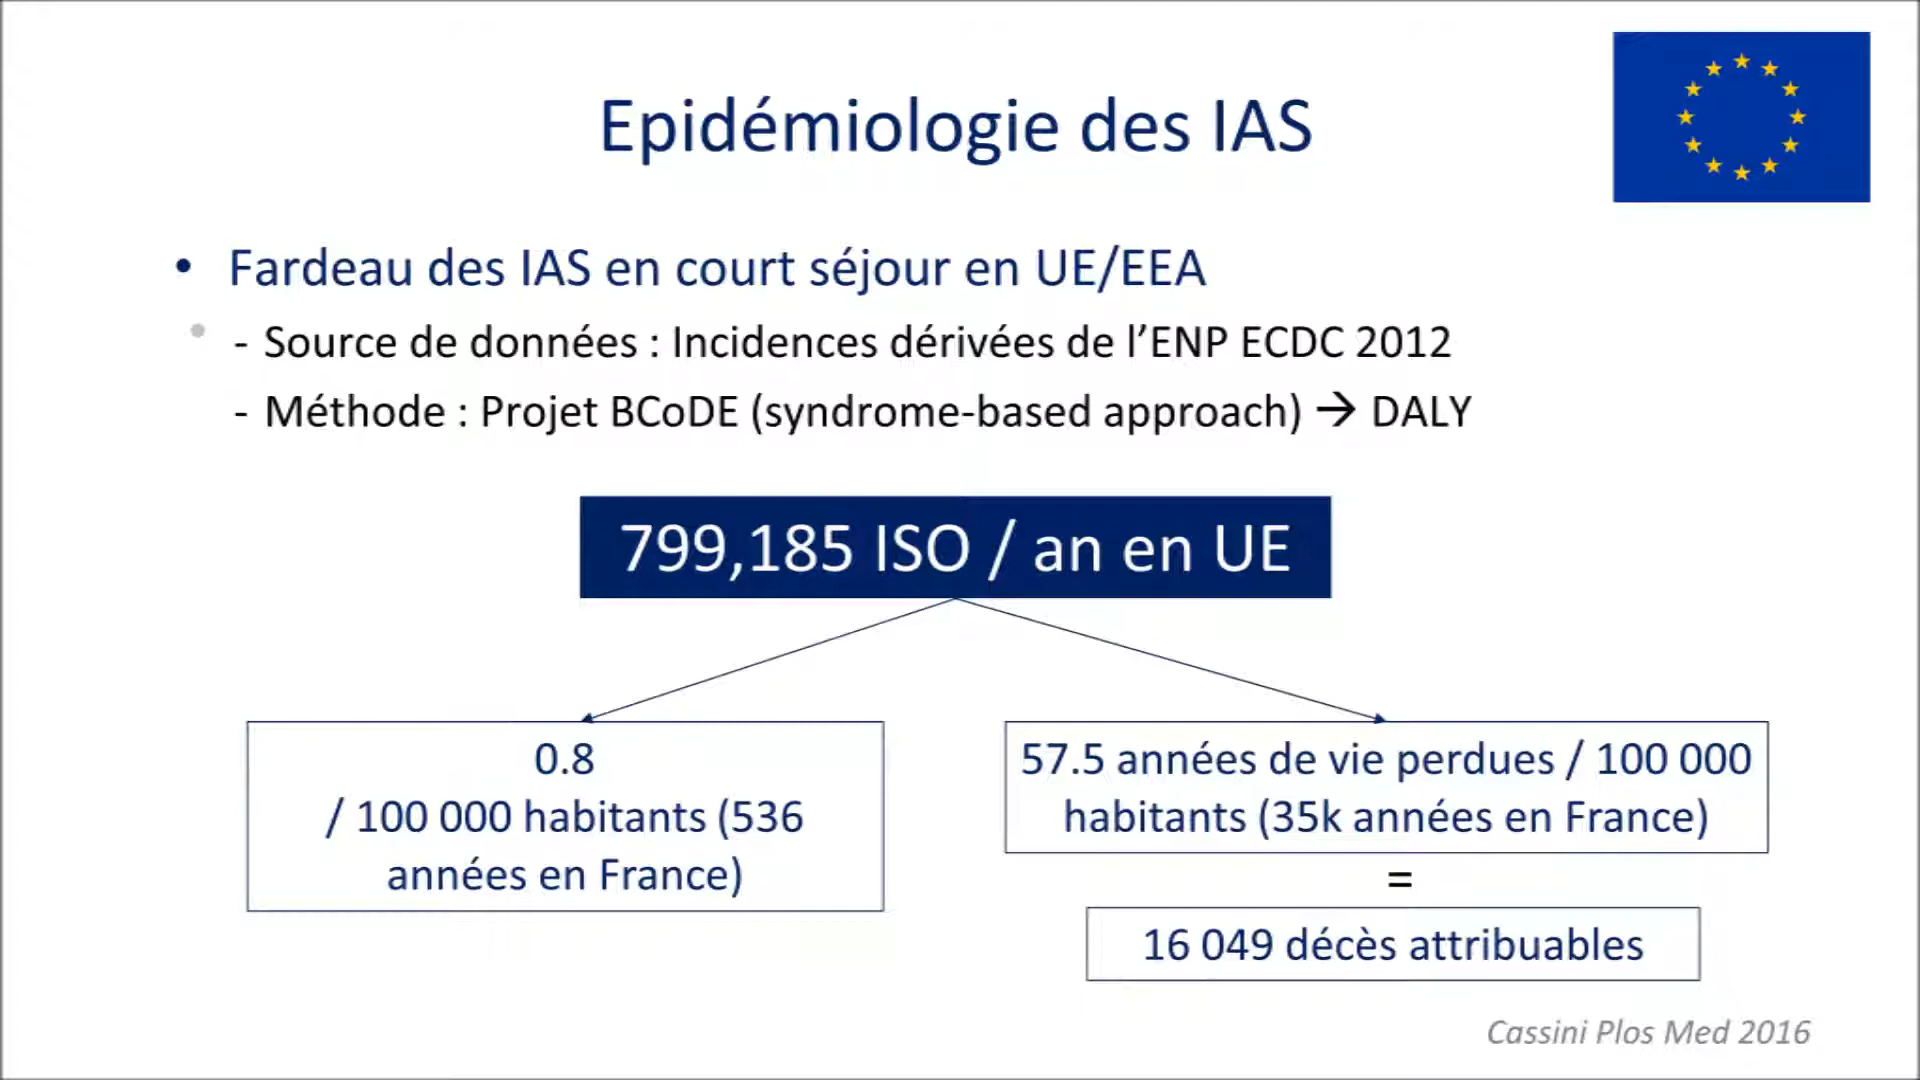 Epidémiologie des IAS
• Fardeau des IAS en court séjour en UE/EEA
- Source de données : Incidences dérivées de l’ENP ECDC 2012
- Méthode : Projet BCoDE (syndrome-based approach) → DALY
799,185 ISO / an en UE
0.8
/ 100 000 habitants (536
années en France)
57.5 années de vie perdues / 100 000
habitants (35k années en France)
=
16 049 décès attribuables
Cassini Plos Med 2016